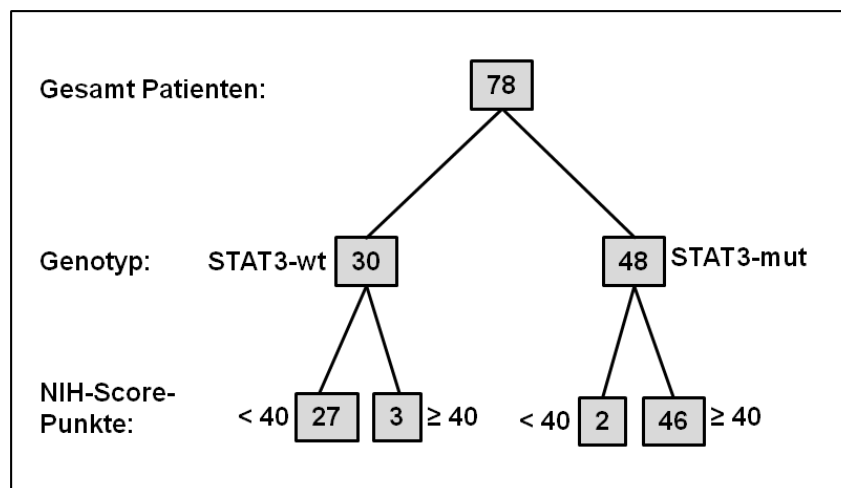 Gesamt Patienten: 78
Genotyp: STAT3-wt 30 48 STAT3-mut
NIH-Score-
Punkte: < 40 27 3 ≥ 40 < 40 2 46 ≥ 40